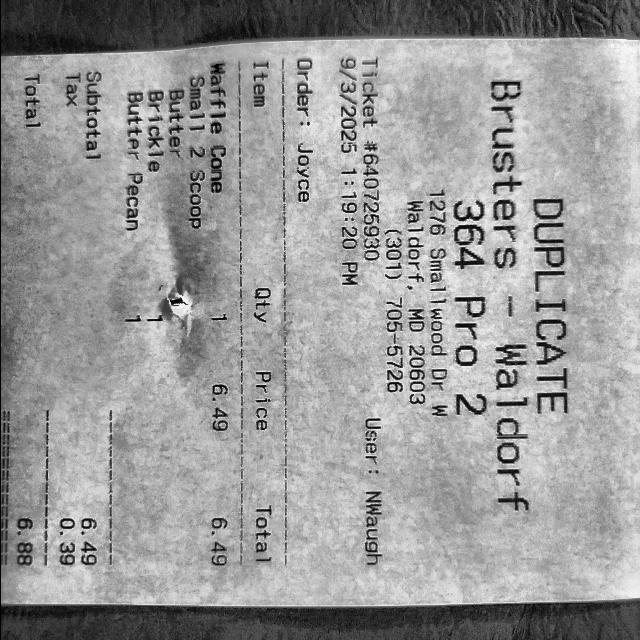 DUPLICATE
Brusters - Waldorf
364 Pro 2
1276 Smallwood Dr W
Waldorf, MD 20603
(301) 705-5726
Ticket #640725930 User: NWaugh
9/3/2025 1:19:20 PM
Order: Joyce
Item Qty Price Total
Waffle Cone 1 6.49 6.49
Small 2 Scoop
Butter 1
Brickle 1
Butter Pecan 1
Subtotal 6.49
Tax 0.39
Total 6.88